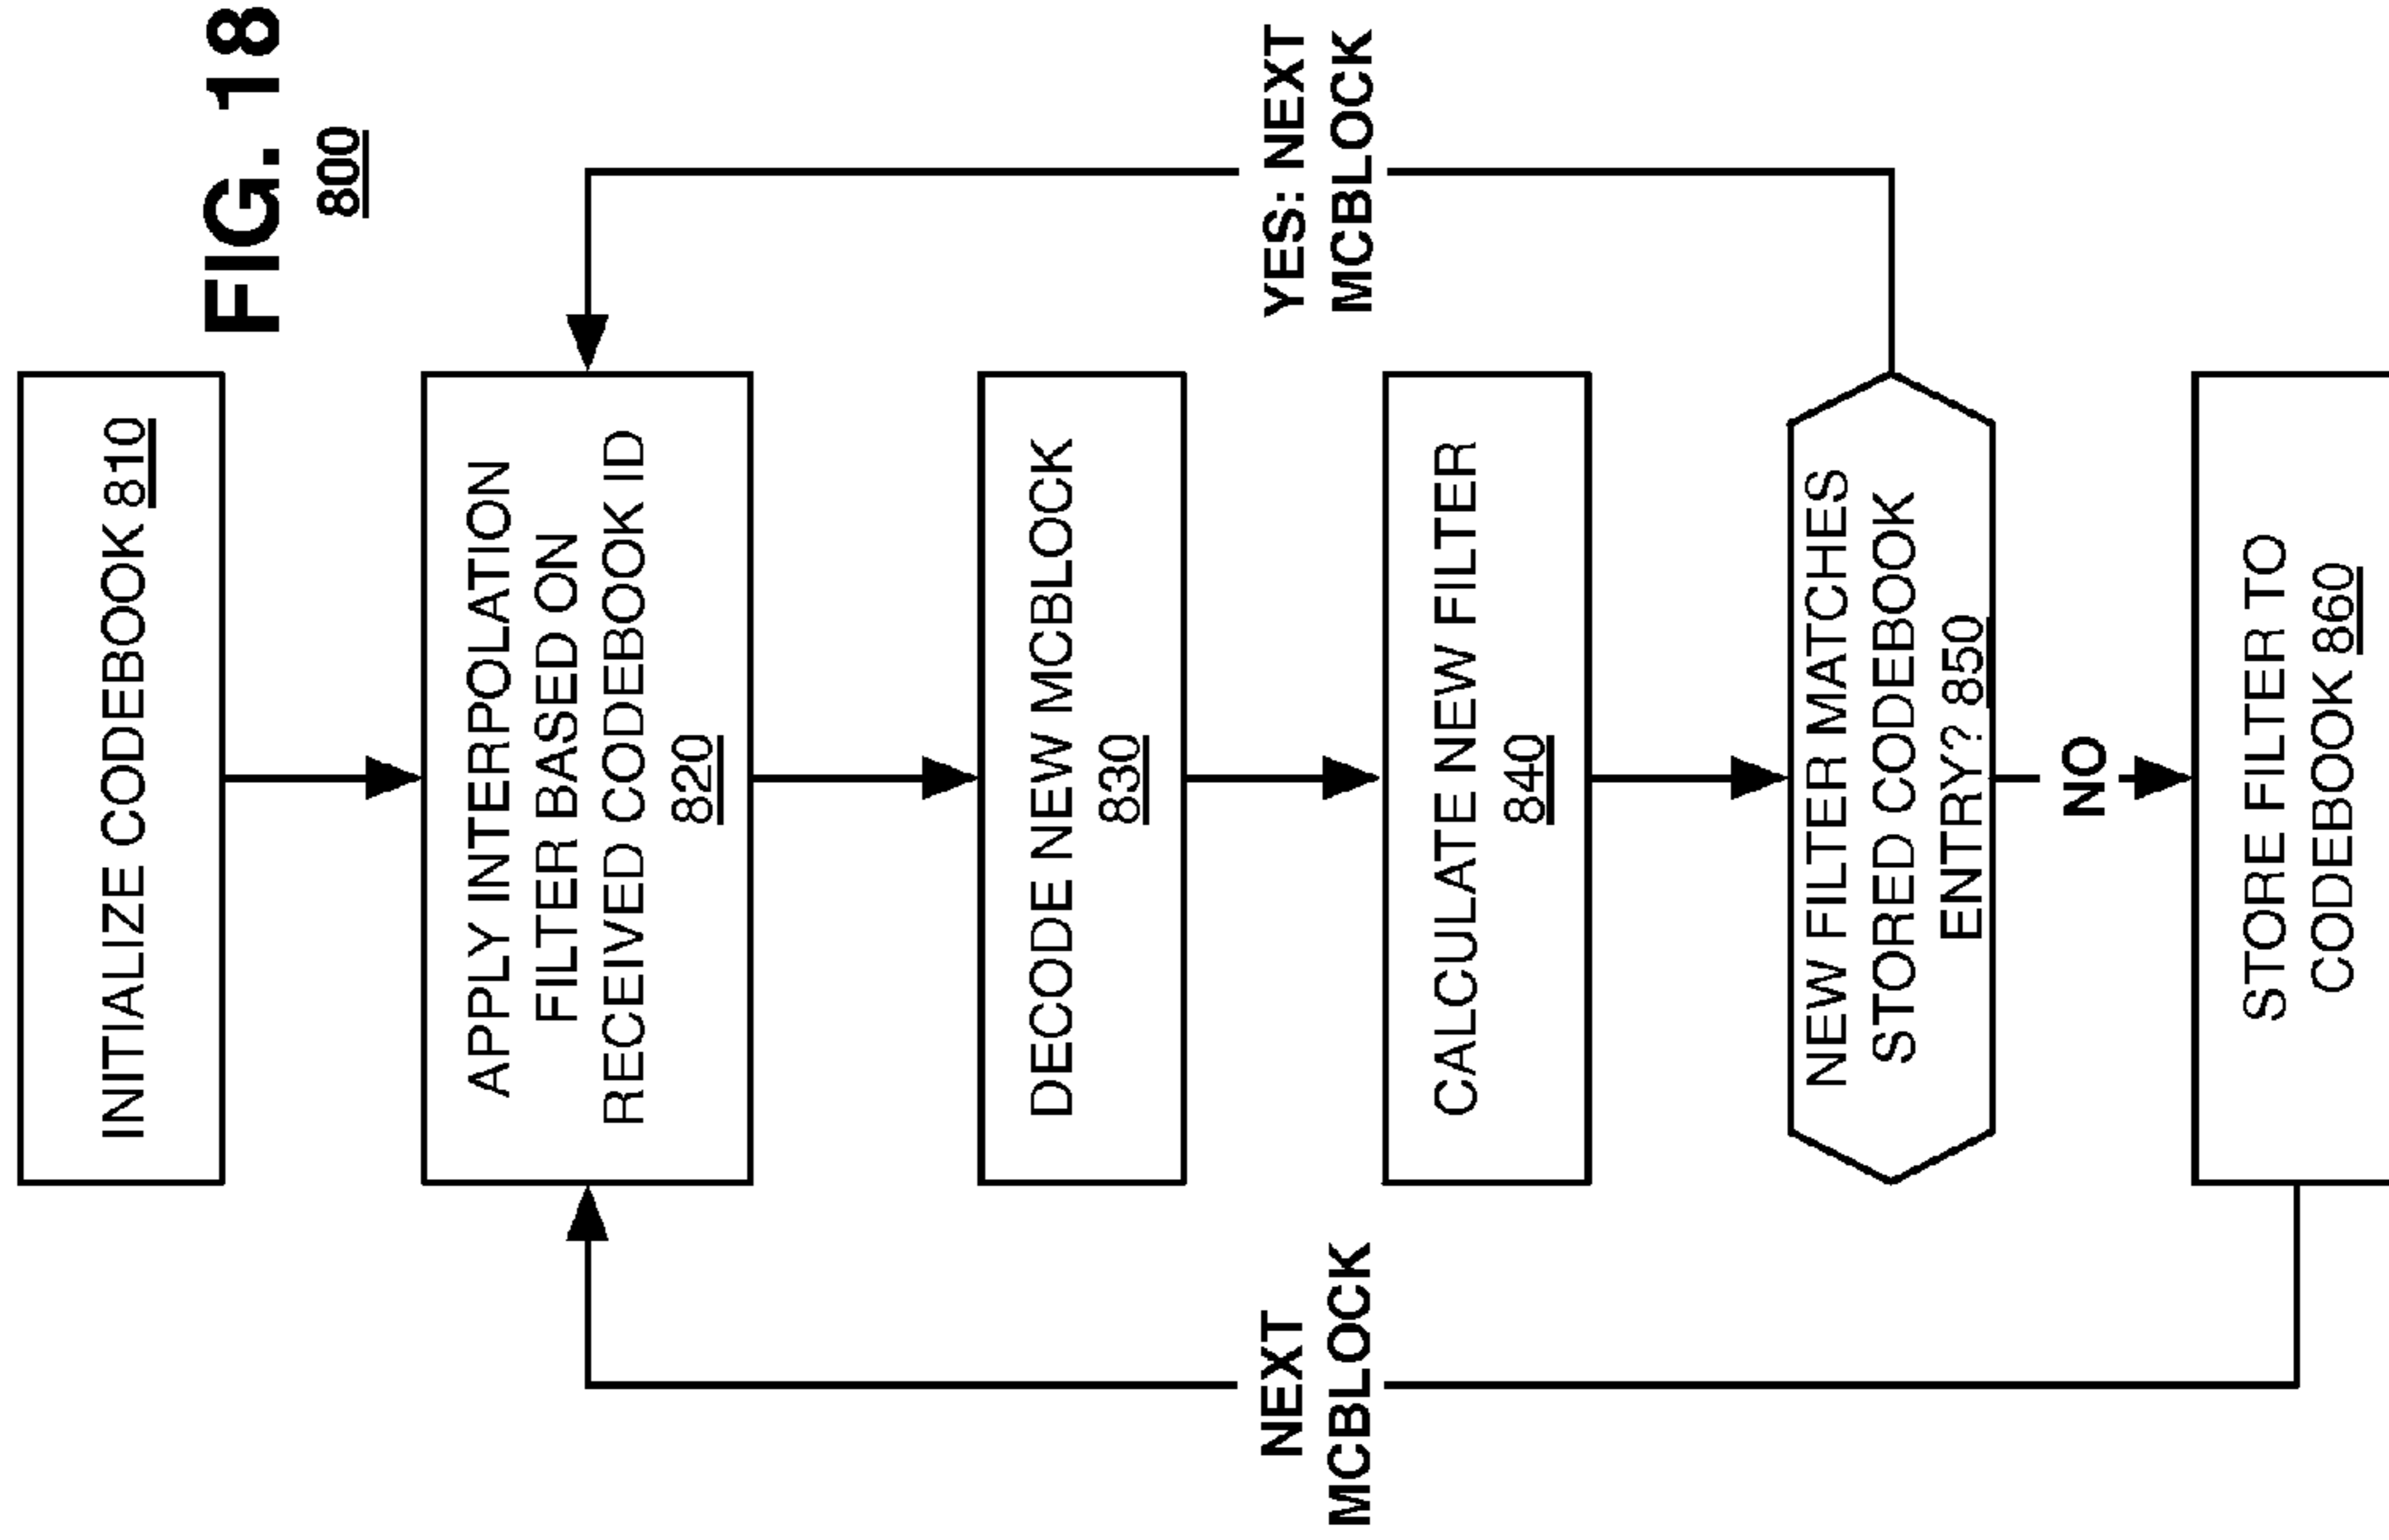 FIG. 18
800
INITIALIZE CODEBOOK 810
APPLY INTERPOLATION
FILTER BASED ON
RECEIVED CODEBOOK ID
820
DECODE NEW MCBLOCK
830
CALCULATE NEW FILTER
840
NEW FILTER MATCHES
STORED CODEBOOK
ENTRY? 850
YES: NEXT
MCBLOCK
NO
STORE FILTER TO
CODEBOOK 860
NEXT
MCBLOCK